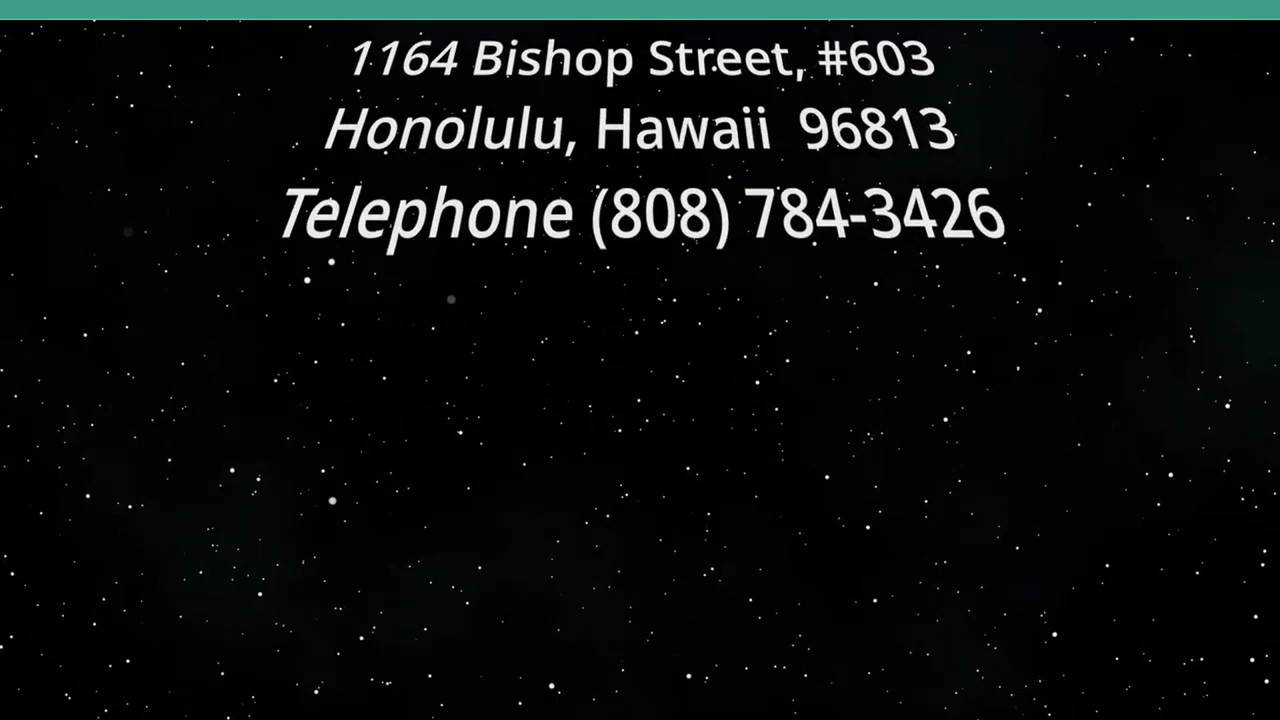 1164 Bishop Street, #603
Honolulu, Hawaii  96813
Telephone (808) 784-3426